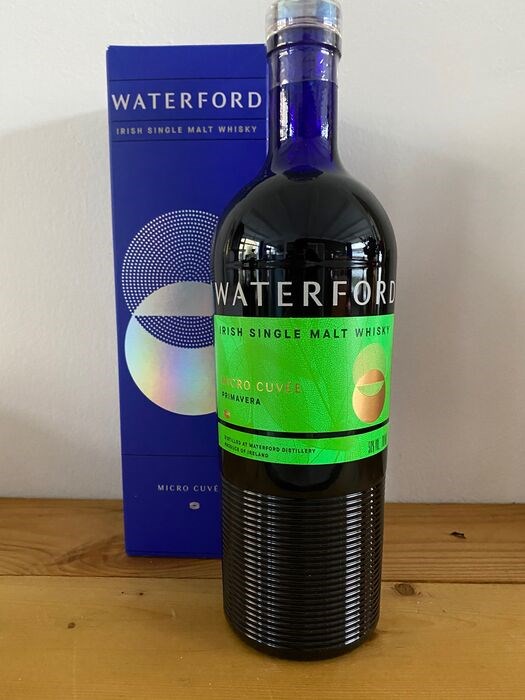 WATERFORD
IRISH SINGLE MALT WHISKY
MICRO CUVÉ
WATERFORD
IRISH SINGLE MALT WHISKY
MICRO CUVÉE
PRIMAVERA
DISTILLED AT WATERFORD DISTILLERY
PRODUCE OF IRELAND